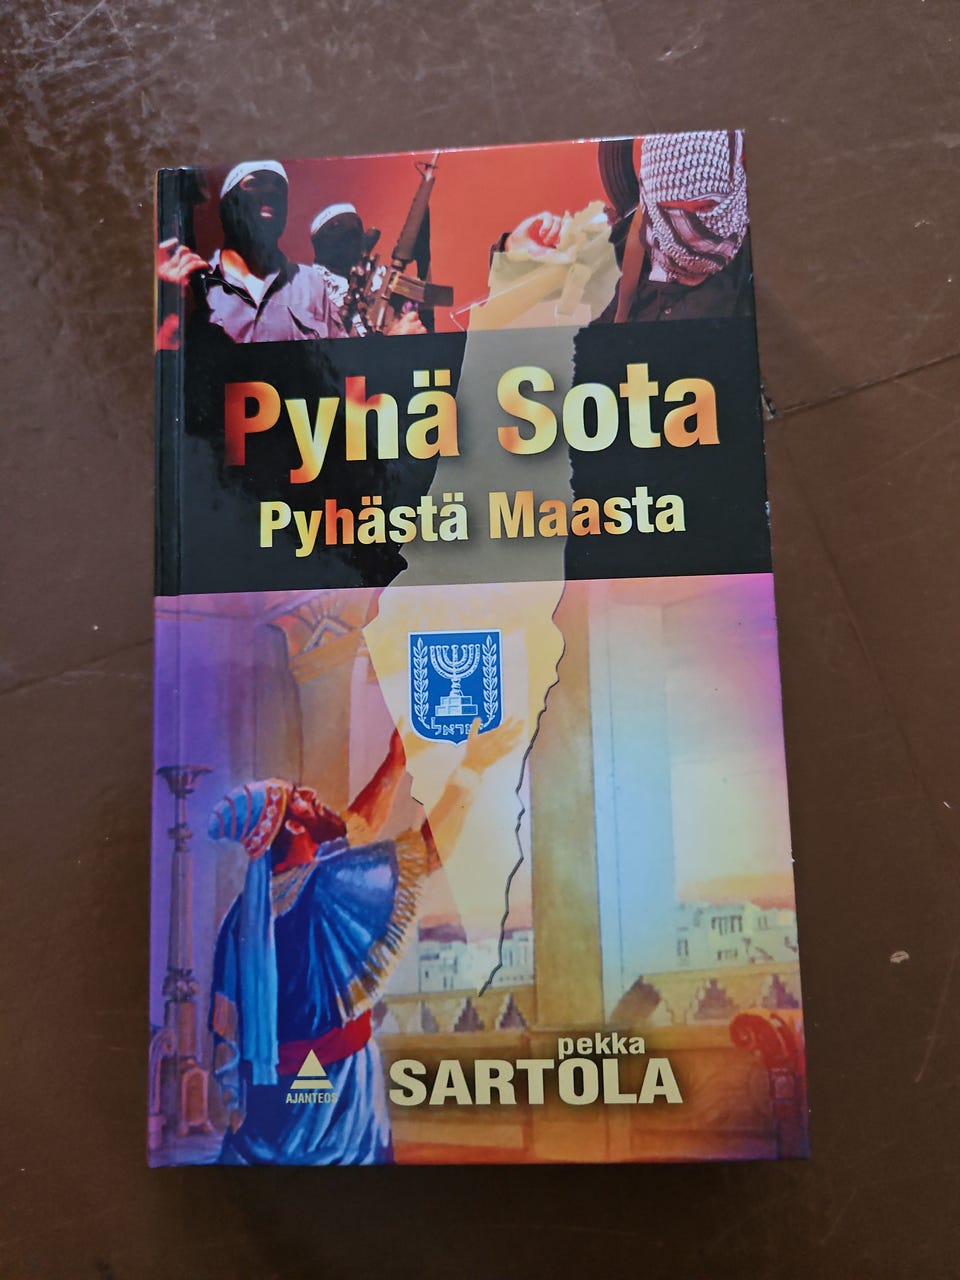 Pyhä Sota
Pyhästä Maasta
ישראל
pekka
SARTOLA
AJANTEOS